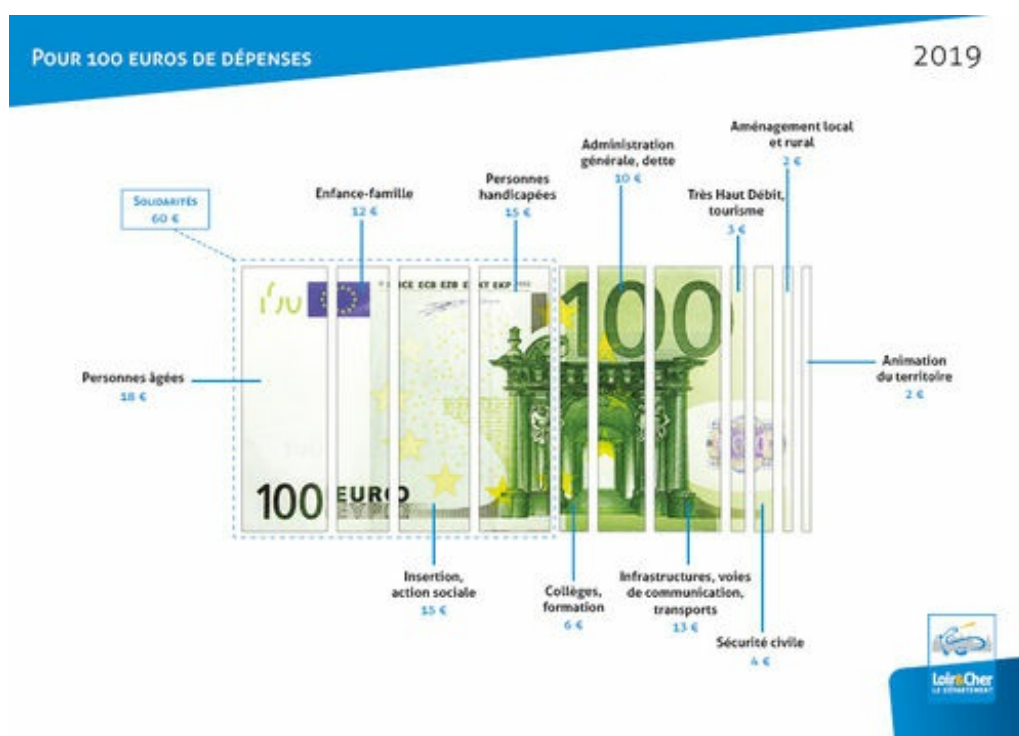 POUR 100 EUROS DE DÉPENSES
2019
Aménagement local
et rural
2 €
Administration
générale, dette
10 €
Personnes
handicapées
15 €
Enfance-famille
12 €
Très Haut Débit,
tourisme
3 €
SOLIDARITÉS
60 €
100
Personnes âgées
18 €
Animation
du territoire
2 €
100 EURO
Insertion,
action sociale
15 €
Collèges,
formation
6 €
Infrastructures, voies
de communication,
transports
13 €
Sécurité civile
4 €
Loir&Cher
LE DÉPARTEMENT